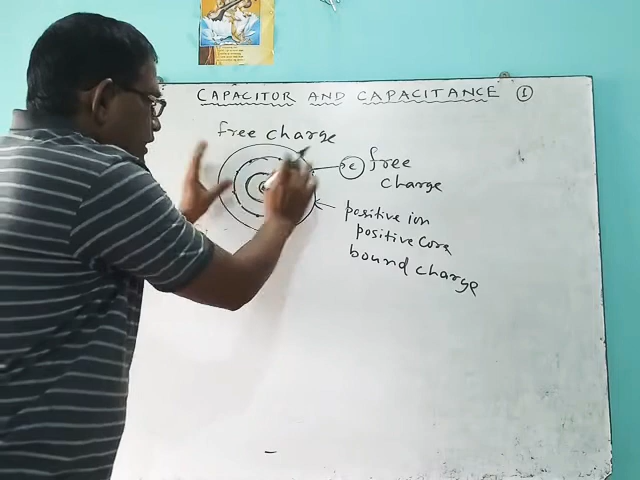 CAPACITOR AND CAPACITANCE ①
free charge
e free
charge
positive ion
positive core
bound charge